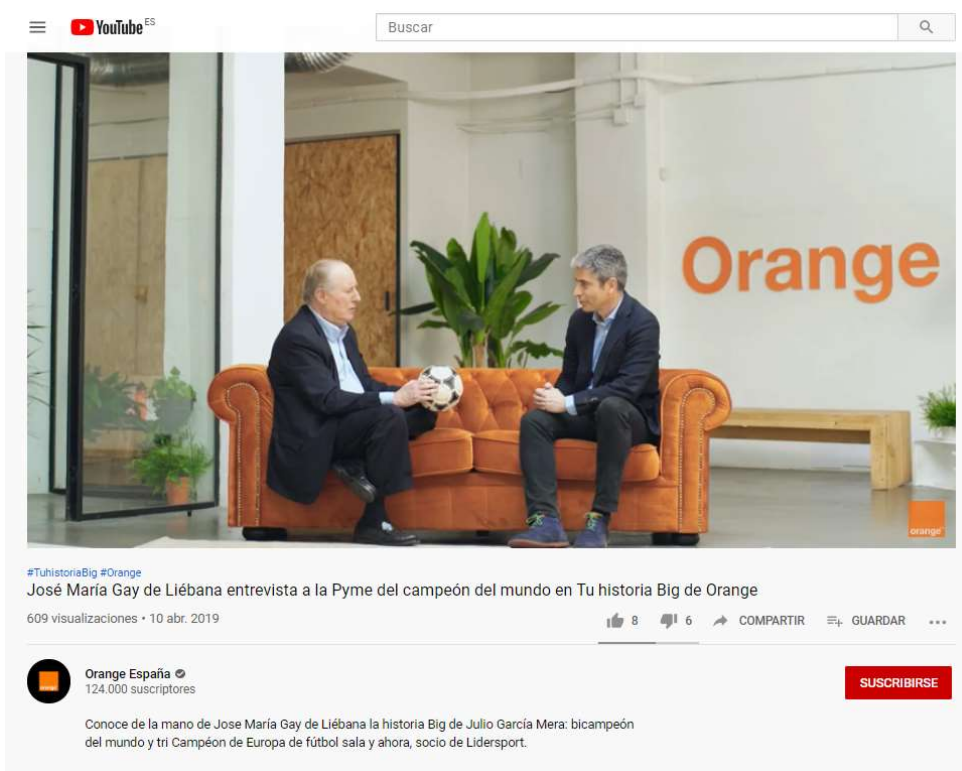 YouTube ES
Buscar
Orange
orange
#TuhistoriaBig #Orange
José María Gay de Liébana entrevista a la Pyme del campeón del mundo en Tu historia Big de Orange
609 visualizaciones • 10 abr. 2019
8 6 COMPARTIR GUARDAR
orange
Orange España
124.000 suscriptores
SUSCRIBIRSE
Conoce de la mano de Jose María Gay de Liébana la historia Big de Julio García Mera: bicampeón
del mundo y tri Campéon de Europa de fútbol sala y ahora, socio de Lidersport.